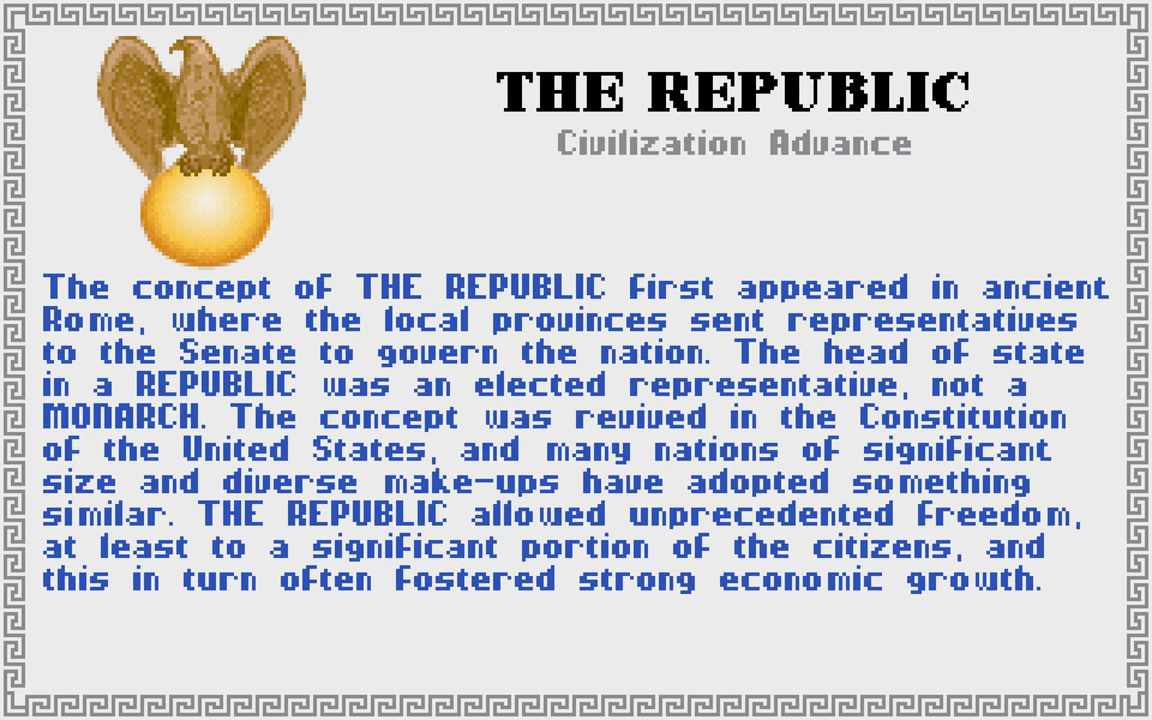 THE REPUBLIC
Civilization Advance
The concept of THE REPUBLIC first appeared in ancient
Rome, where the local provinces sent representatives
to the Senate to govern the nation. The head of state
in a REPUBLIC was an elected representative, not a
MONARCH. The concept was revived in the Constitution
of the United States, and many nations of significant
size and diverse make-ups have adopted something
similar. THE REPUBLIC allowed unprecedented freedom,
at least to a significant portion of the citizens, and
this in turn often fostered strong economic growth.